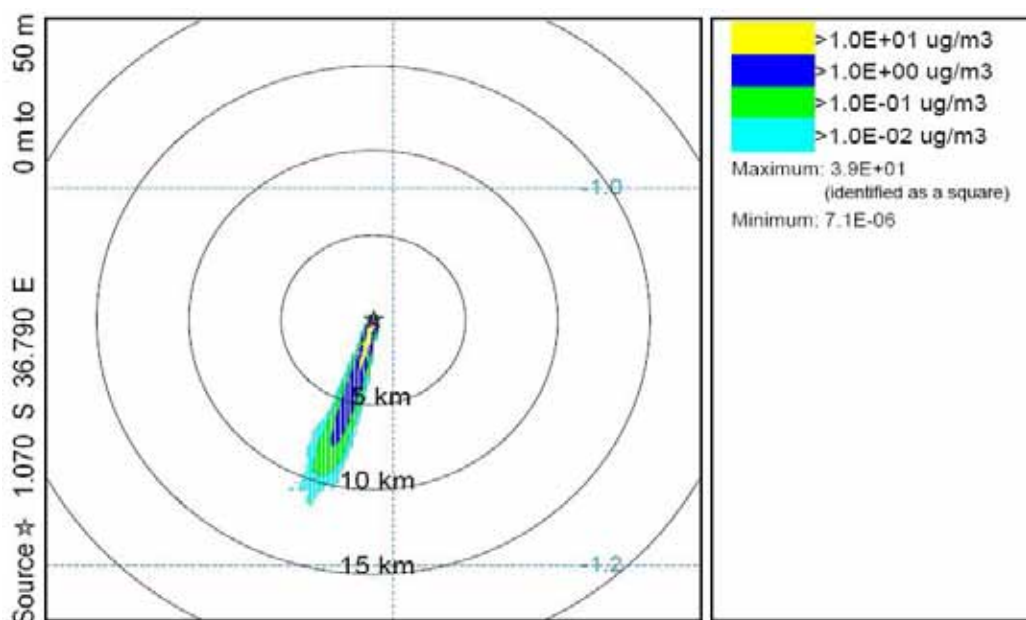 Source ☆ 1.070 S 36.790 E 0 m to 50 m
-1.0
5 km
10 km
15 km
-1.2
>1.0E+01 ug/m3
>1.0E+00 ug/m3
>1.0E-01 ug/m3
>1.0E-02 ug/m3
Maximum: 3.9E+01
(identified as a square)
Minimum: 7.1E-06